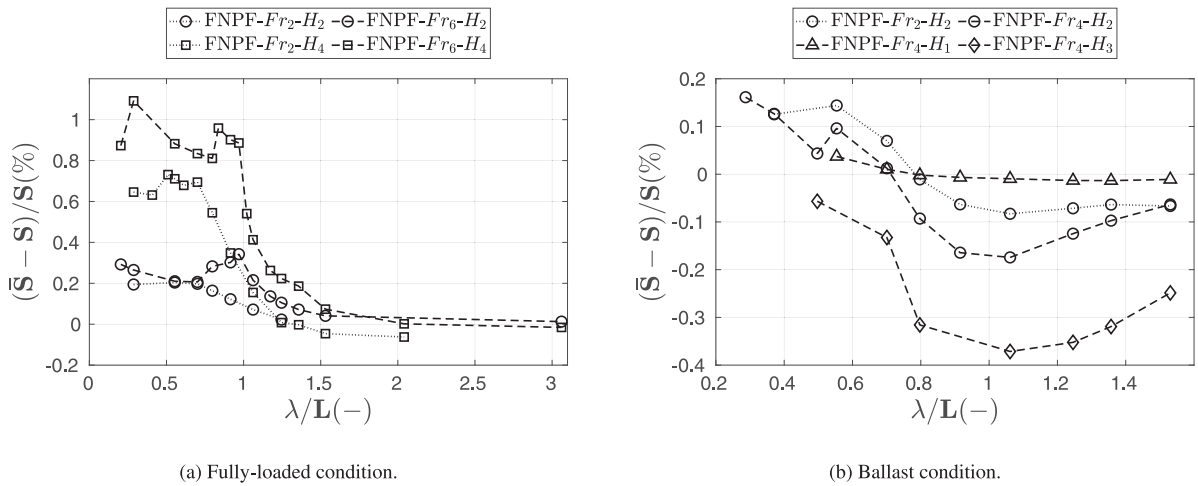 FNPF-Fr₂-H₂ FNPF-Fr₆-H₂
FNPF-Fr₂-H₄ FNPF-Fr₆-H₄
1
0.8
0.6
0.4
0.2
0
-0.2
(S̅ − S)/S(%)
0 0.5 1 1.5 2 2.5 3
λ/L(−)
(a) Fully-loaded condition.
FNPF-Fr₂-H₂ FNPF-Fr₄-H₂
FNPF-Fr₄-H₁ FNPF-Fr₄-H₃
0.2
0.1
0
-0.1
-0.2
-0.3
-0.4
(S̅ − S)/S(%)
0.2 0.4 0.6 0.8 1 1.2 1.4
λ/L(−)
(b) Ballast condition.